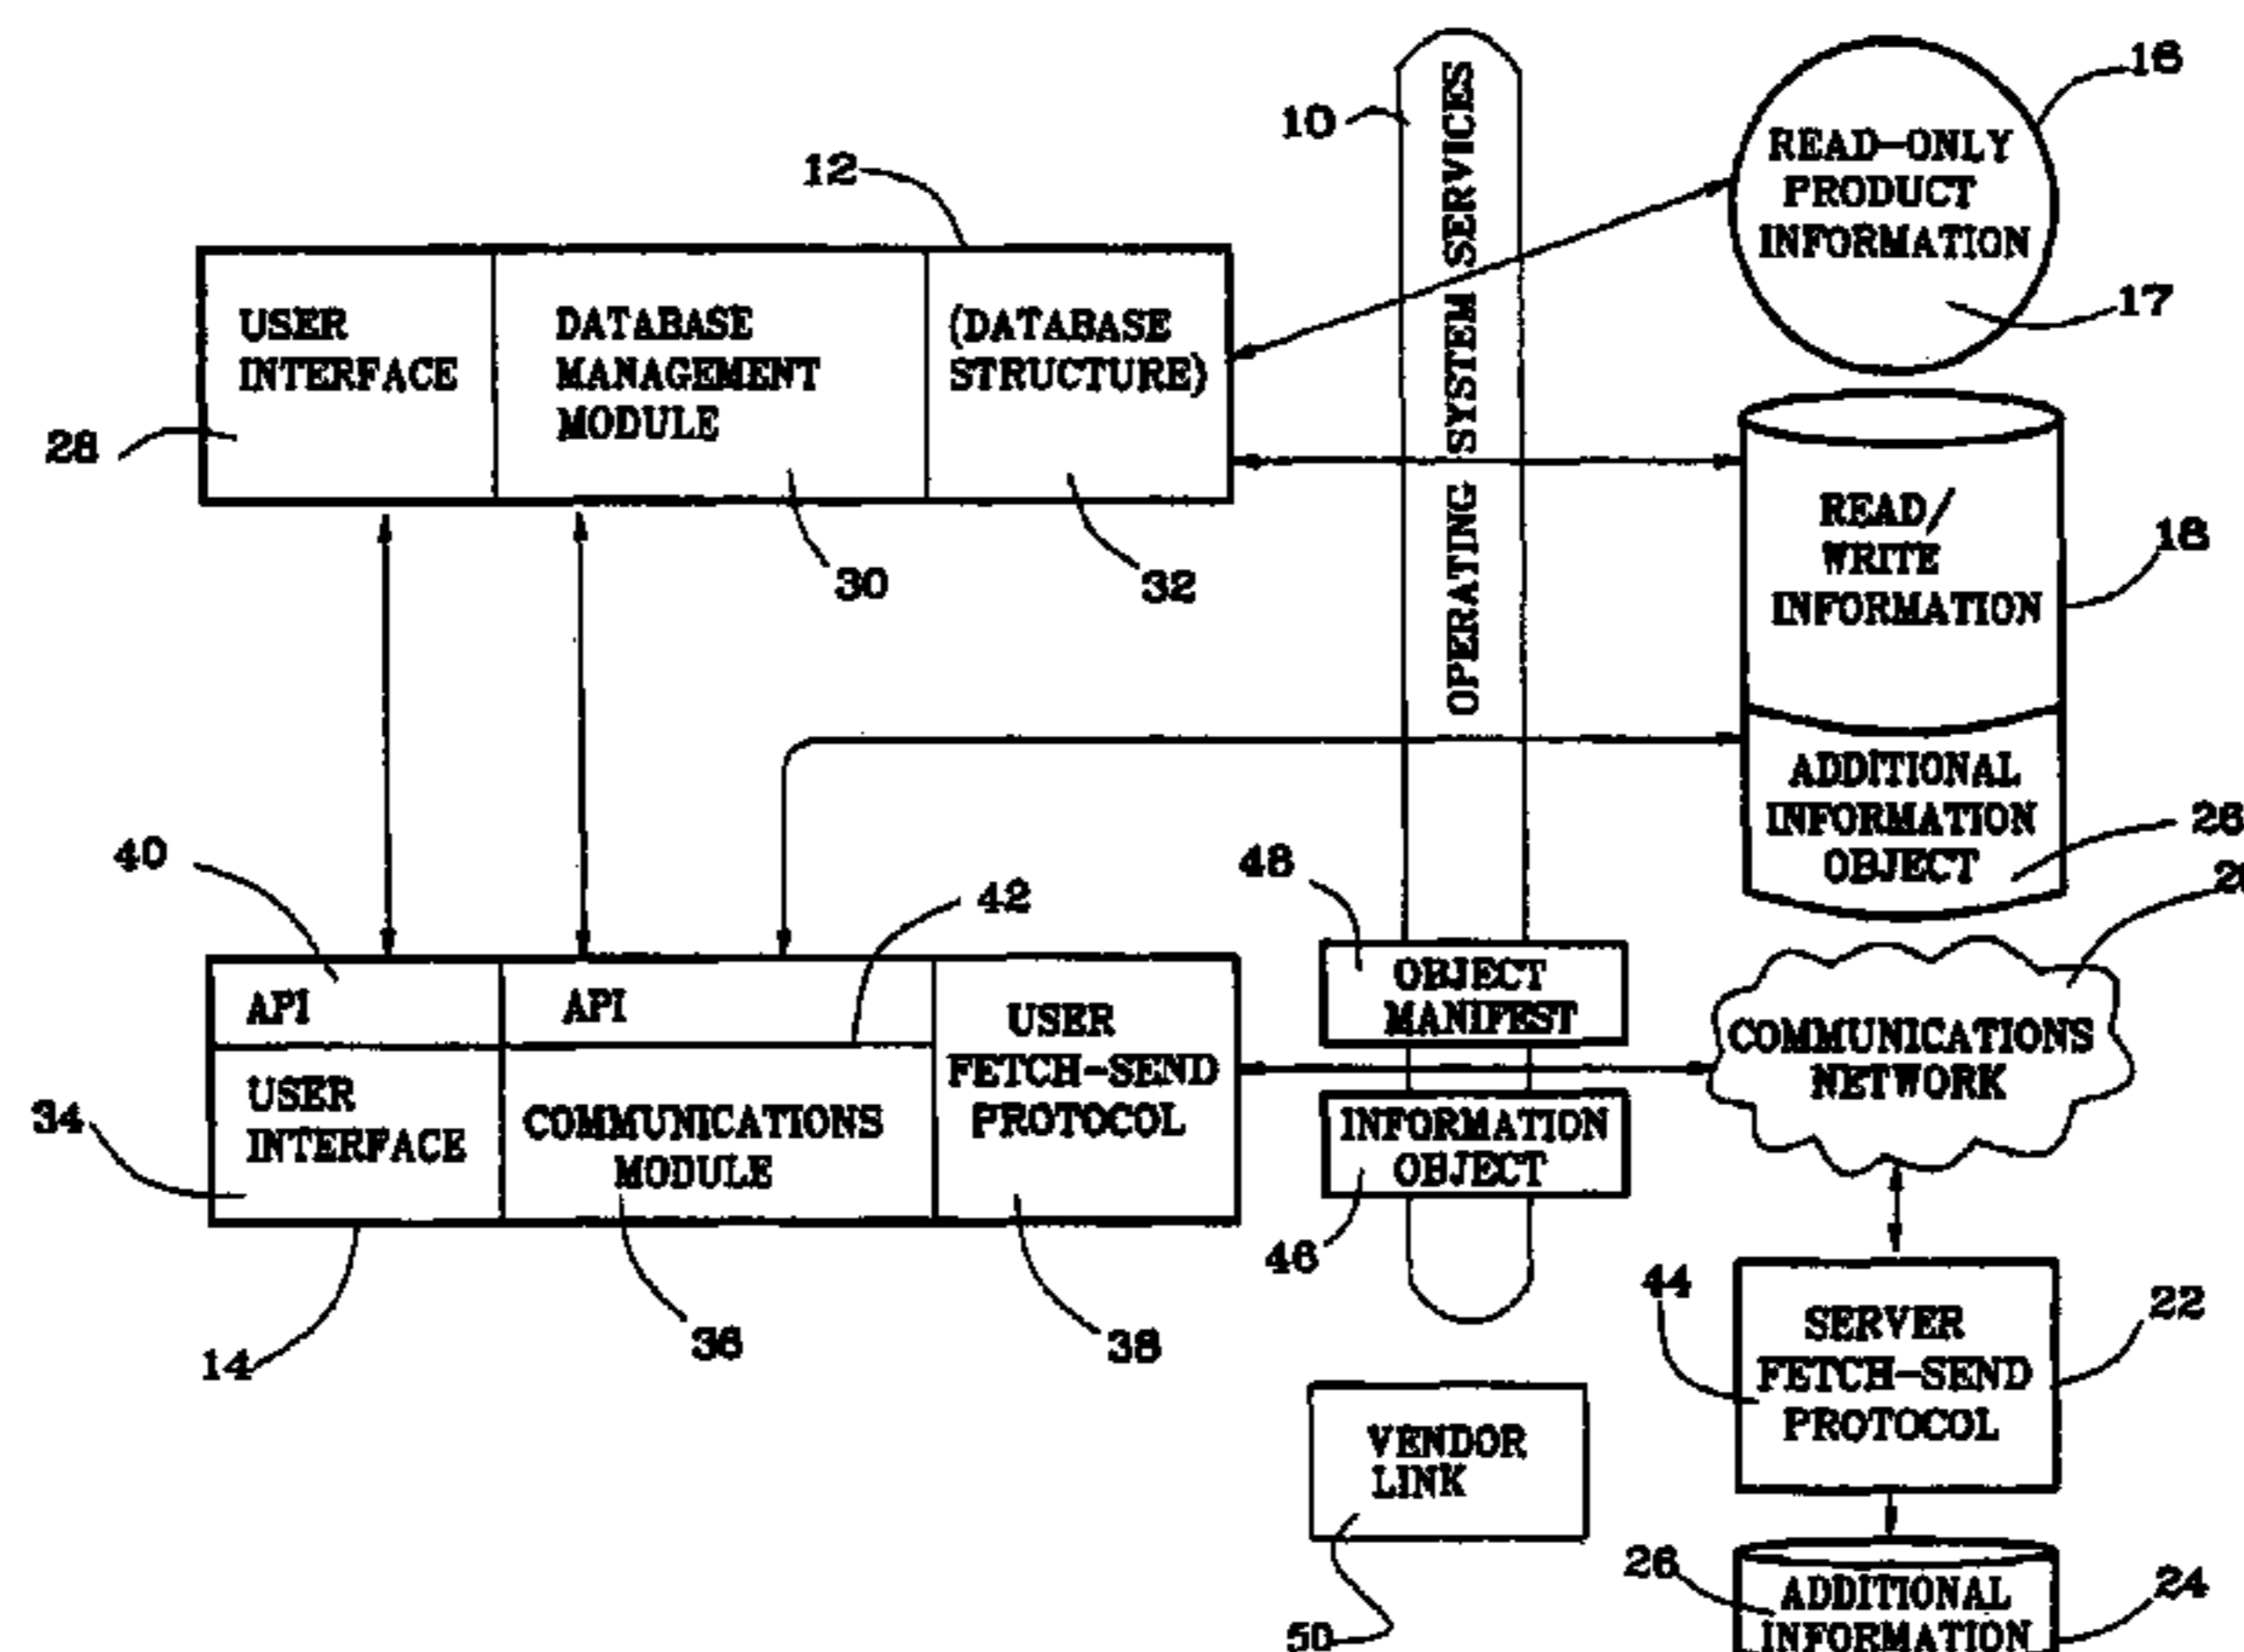 16
READ-ONLY
PRODUCT
INFORMATION
17
10
OPERATING SYSTEM SERVICES
12
USER
INTERFACE
DATABASE
MANAGEMENT
MODULE
(DATABASE
STRUCTURE)
28
30
32
READ/
WRITE
INFORMATION
18
ADDITIONAL
INFORMATION
OBJECT
26
40
42
48
API
API
USER
FETCH-SEND
PROTOCOL
OBJECT
MANIFEST
COMMUNICATIONS
NETWORK
34
USER
INTERFACE
COMMUNICATIONS
MODULE
INFORMATION
OBJECT
46
14
36
38
44
SERVER
FETCH-SEND
PROTOCOL
22
VENDOR
LINK
50
26
ADDITIONAL
INFORMATION
24